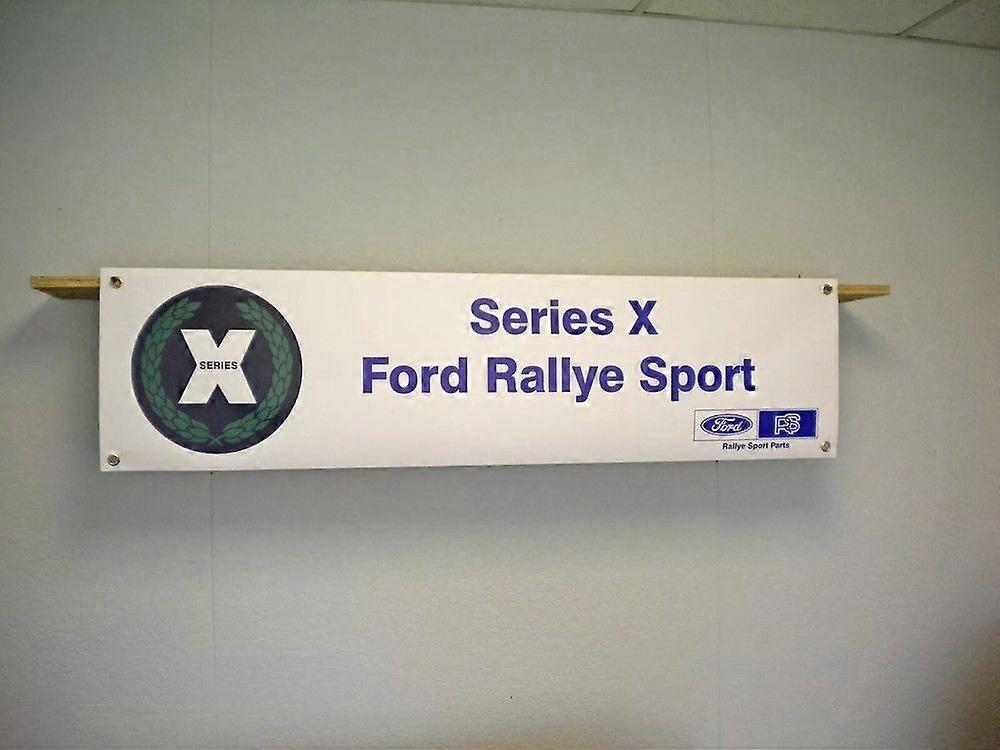 X
SERIES
Series X
Ford Rallye Sport
Ford RS
Rallye Sport Parts